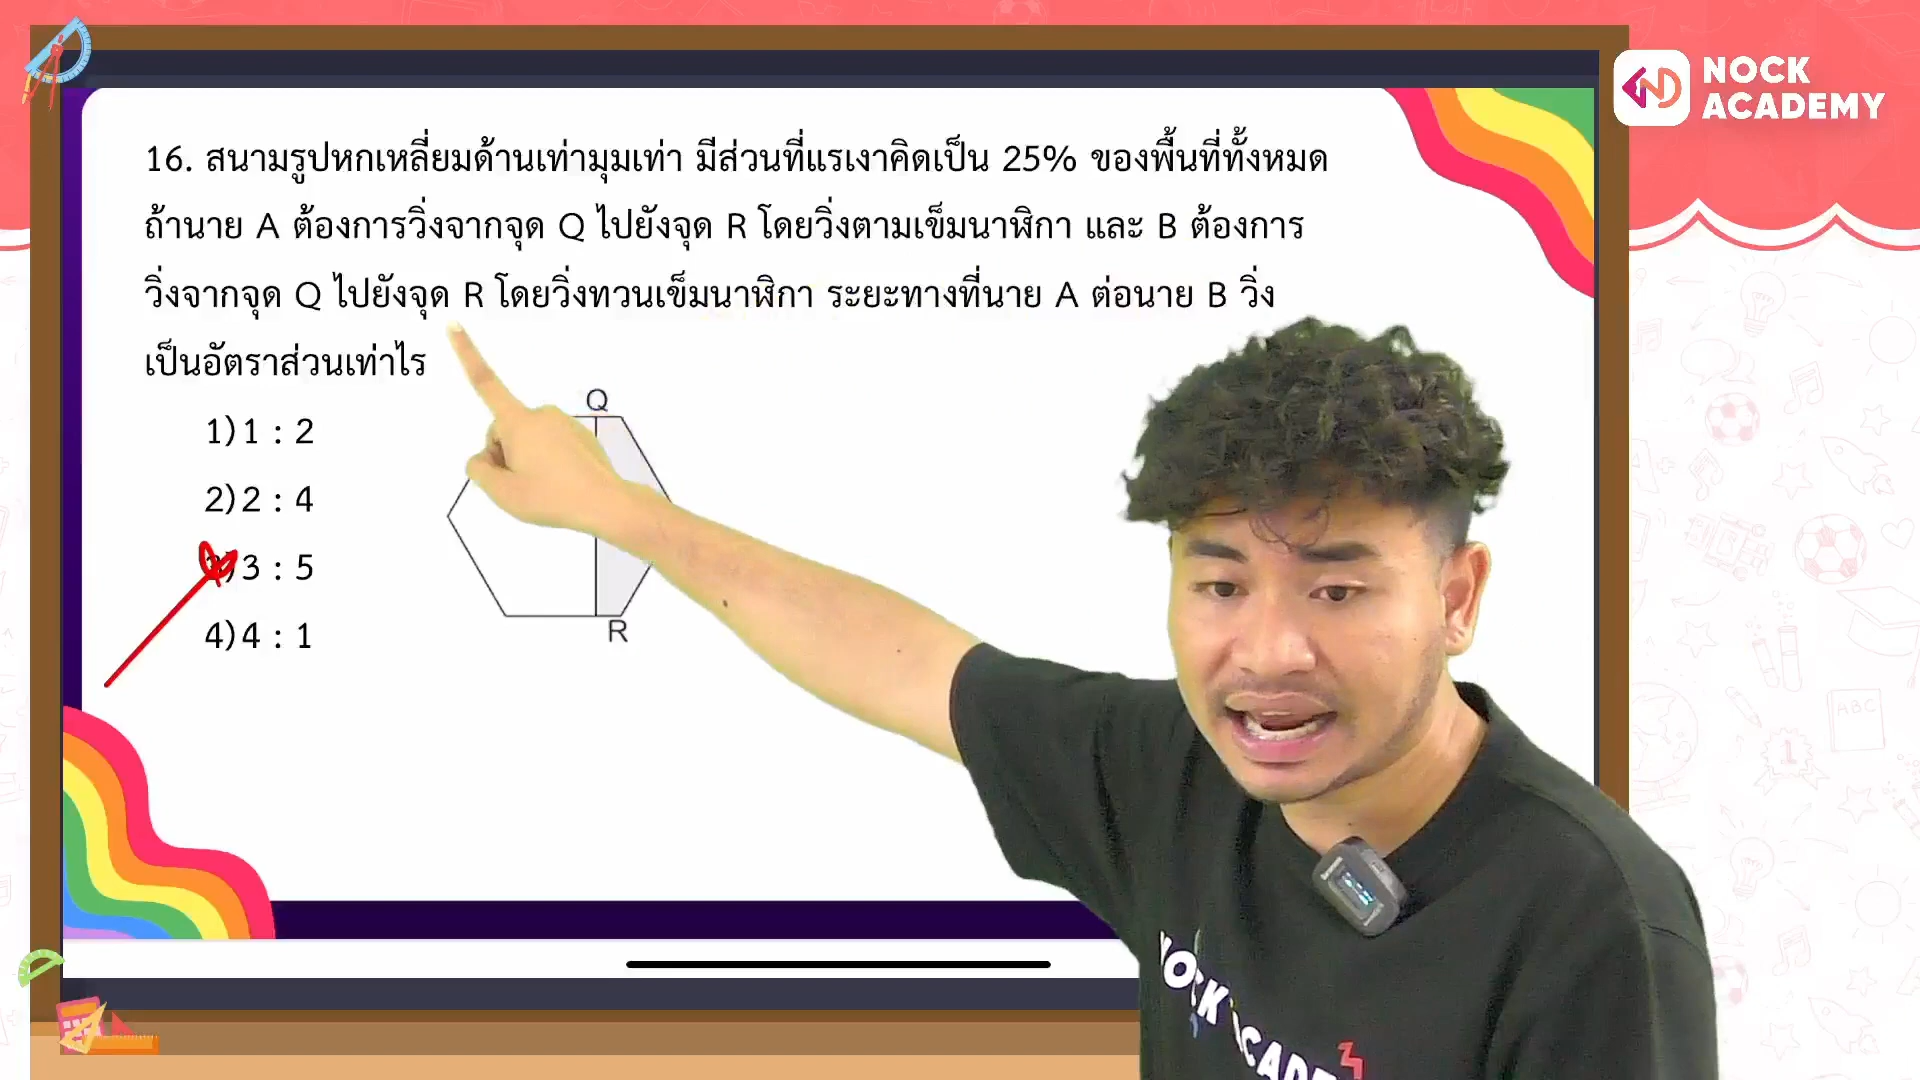 NOCK
ACADEMY
16. สนามรูปหกเหลี่ยมด้านเท่ามุมเท่า มีส่วนที่แรเงาคิดเป็น 25% ของพื้นที่ทั้งหมด
ถ้านาย A ต้องการวิ่งจากจุด Q ไปยังจุด R โดยวิ่งตามเข็มนาฬิกา และ B ต้องการ
วิ่งจากจุด Q ไปยังจุด R โดยวิ่งทวนเข็มนาฬิกา ระยะทางที่นาย A ต่อนาย B วิ่ง
เป็นอัตราส่วนเท่าไร
Q
1) 1 : 2
2) 2 : 4
3) 3 : 5
4) 4 : 1
R
ABC